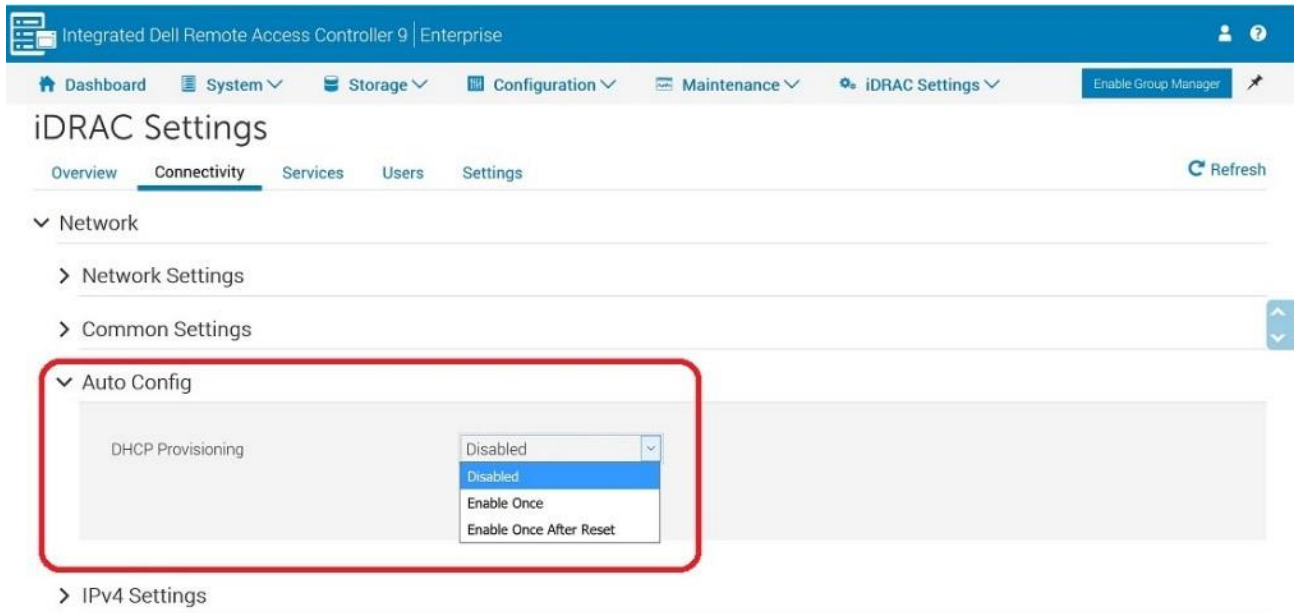 Integrated Dell Remote Access Controller 9 | Enterprise
Dashboard System Storage Configuration Maintenance iDRAC Settings Enable Group Manager
iDRAC Settings
Overview Connectivity Services Users Settings Refresh
Network
Network Settings
Common Settings
Auto Config
DHCP Provisioning Disabled
Disabled
Enable Once
Enable Once After Reset
IPv4 Settings